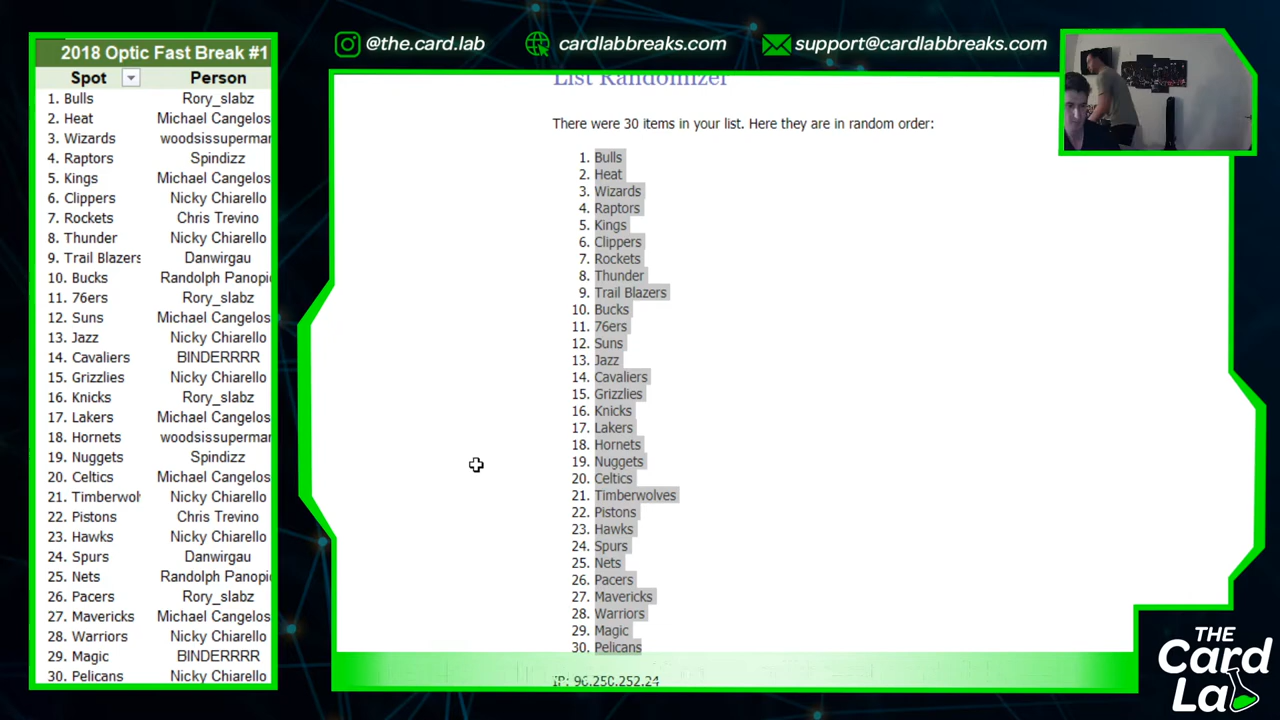 @the.card.lab
cardlabbreaks.com
support@cardlabbreaks.com
2018 Optic Fast Break #1
Spot Person
1. Bulls Rory_slabz
2. Heat Michael Cangelos
3. Wizards woodsissuperman
4. Raptors Spindizz
5. Kings Michael Cangelos
6. Clippers Nicky Chiarello
7. Rockets Chris Trevino
8. Thunder Nicky Chiarello
9. Trail Blazers Danwirgau
10. Bucks Randolph Panopi
11. 76ers Rory_slabz
12. Suns Michael Cangelos
13. Jazz Nicky Chiarello
14. Cavaliers BINDERRRR
15. Grizzlies Nicky Chiarello
16. Knicks Rory_slabz
17. Lakers Michael Cangelos
18. Hornets woodsissuperman
19. Nuggets Spindizz
20. Celtics Michael Cangelos
21. Timberwol Nicky Chiarello
22. Pistons Chris Trevino
23. Hawks Nicky Chiarello
24. Spurs Danwirgau
25. Nets Randolph Panopi
26. Pacers Rory_slabz
27. Mavericks Michael Cangelos
28. Warriors Nicky Chiarello
29. Magic BINDERRRR
30. Pelicans Nicky Chiarello
List Randomizer
There were 30 items in your list. Here they are in random order:
1. Bulls
2. Heat
3. Wizards
4. Raptors
5. Kings
6. Clippers
7. Rockets
8. Thunder
9. Trail Blazers
10. Bucks
11. 76ers
12. Suns
13. Jazz
14. Cavaliers
15. Grizzlies
16. Knicks
17. Lakers
18. Hornets
19. Nuggets
20. Celtics
21. Timberwolves
22. Pistons
23. Hawks
24. Spurs
25. Nets
26. Pacers
27. Mavericks
28. Warriors
29. Magic
30. Pelicans
IP: 96.250.252.24
THE
Card
La